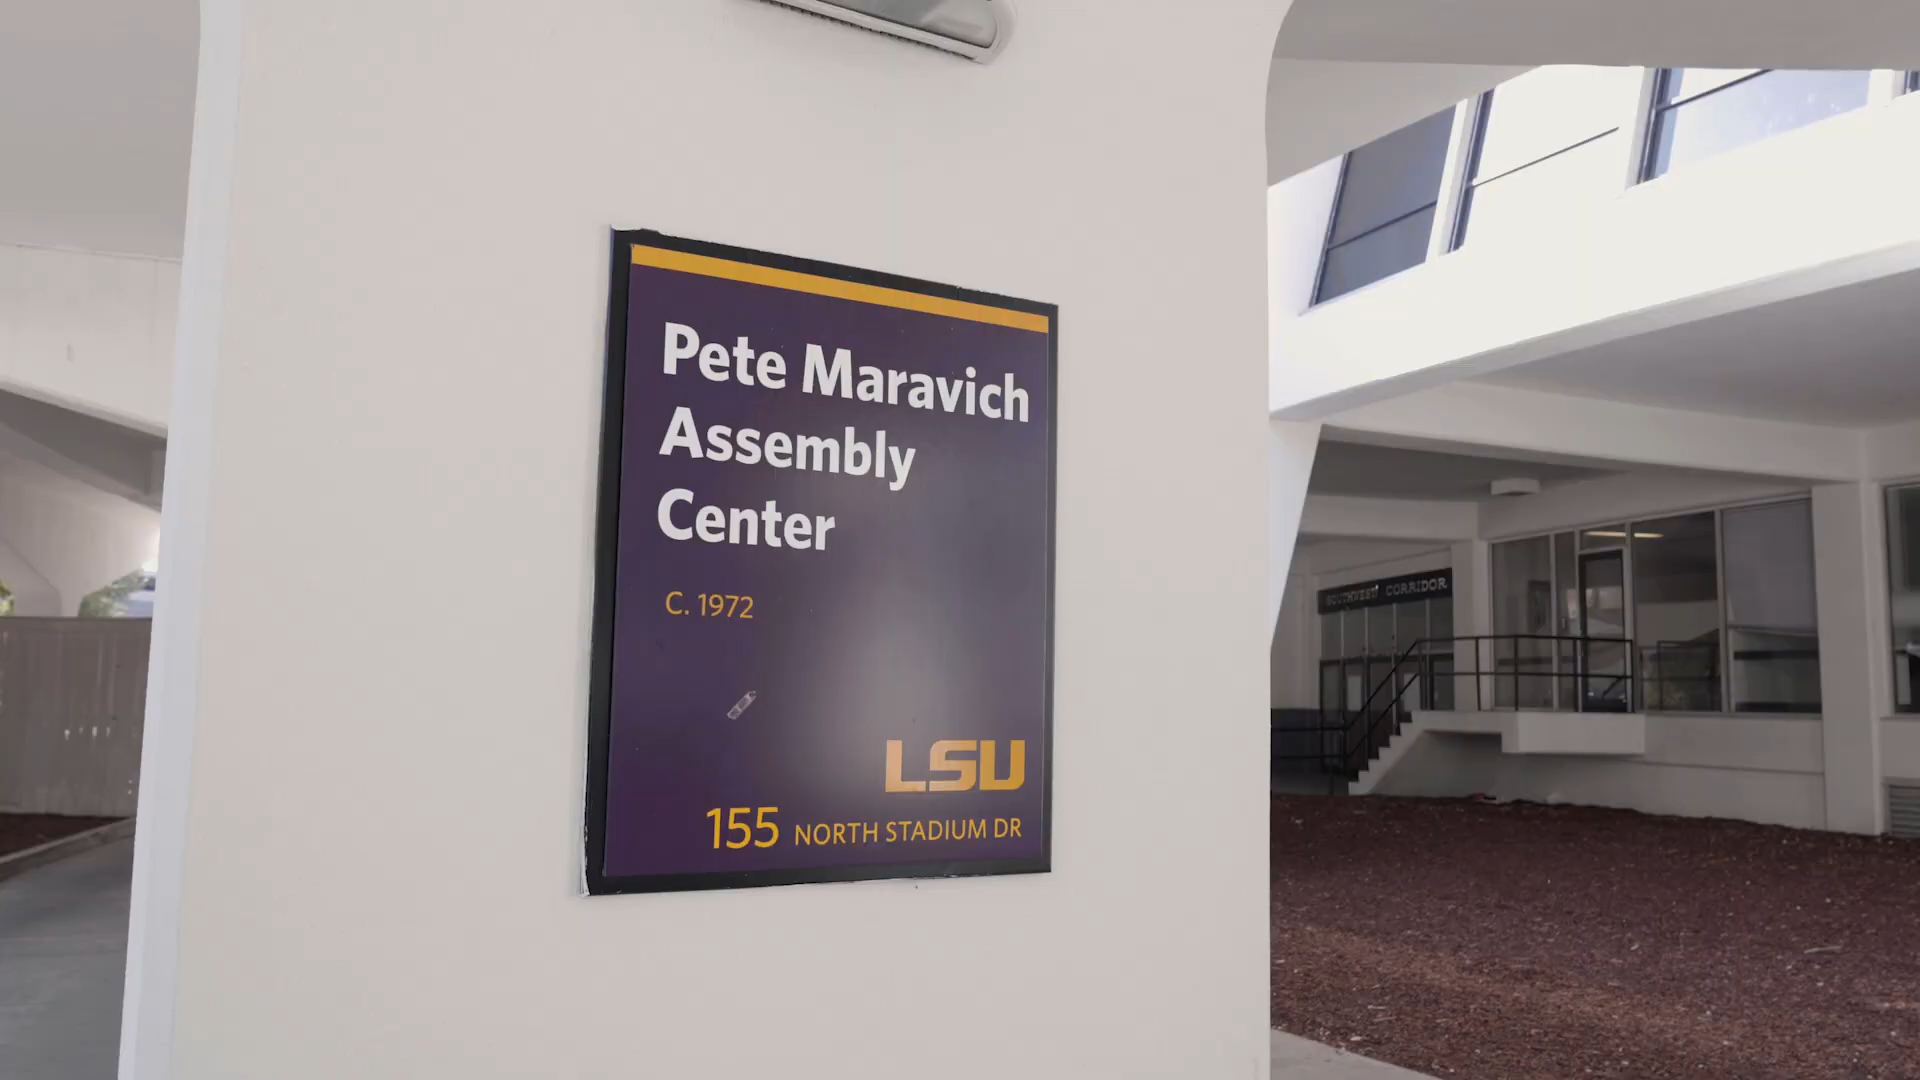 Pete Maravich
Assembly
Center
C. 1972
LSU
155 NORTH STADIUM DR
SOUTHWEST CORRIDOR